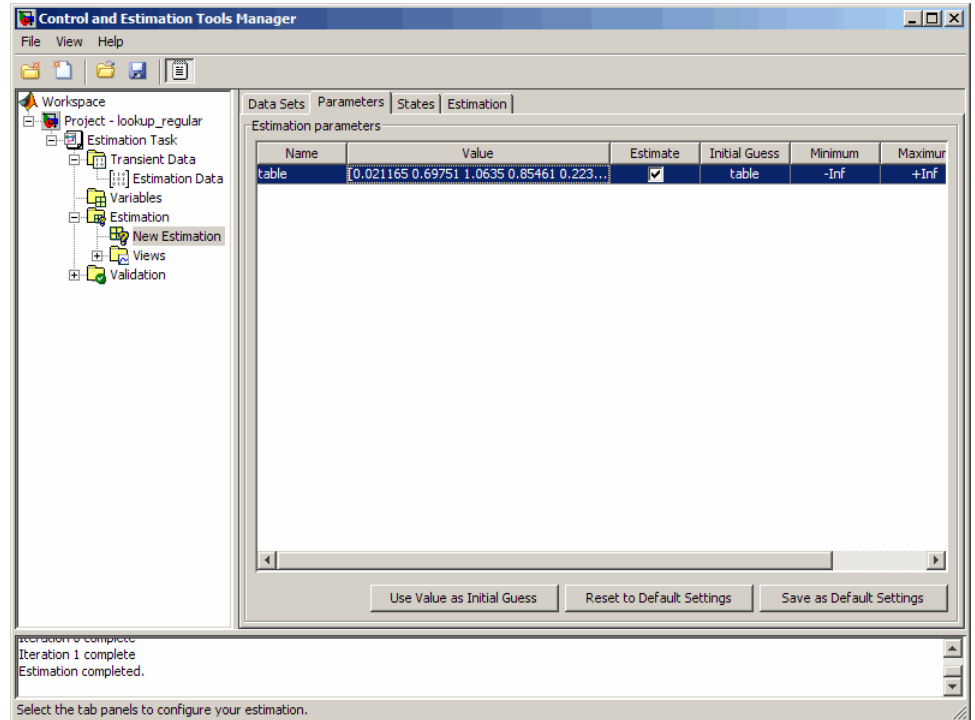 Control and Estimation Tools Manager
File View Help
Workspace
Project - lookup_regular
Estimation Task
Transient Data
Estimation Data
Variables
Estimation
New Estimation
Views
Validation
Data Sets Parameters States Estimation
Estimation parameters
Name Value Estimate Initial Guess Minimum Maximur
table [0.021165 0.69751 1.0635 0.85461 0.223... table -Inf +Inf
Use Value as Initial Guess Reset to Default Settings Save as Default Settings
Iteration 0 complete
Iteration 1 complete
Estimation completed.
Select the tab panels to configure your estimation.